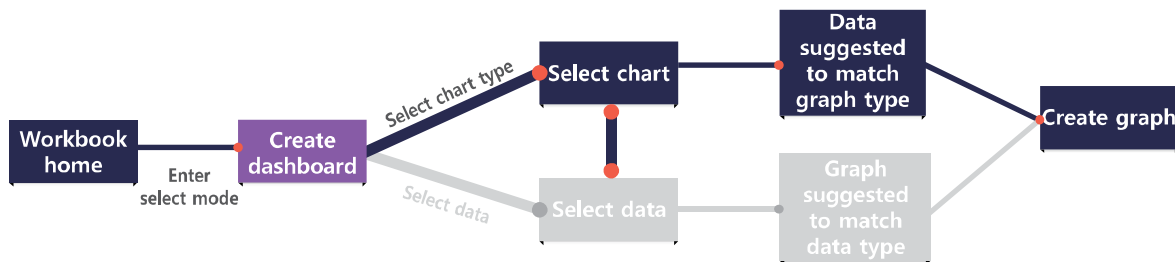 Workbook
home
Enter
select mode
Create
dashboard
Select chart type
Select data
Select chart
Select data
Data
suggested
to match
graph type
Graph
suggested
to match
data type
Create graph